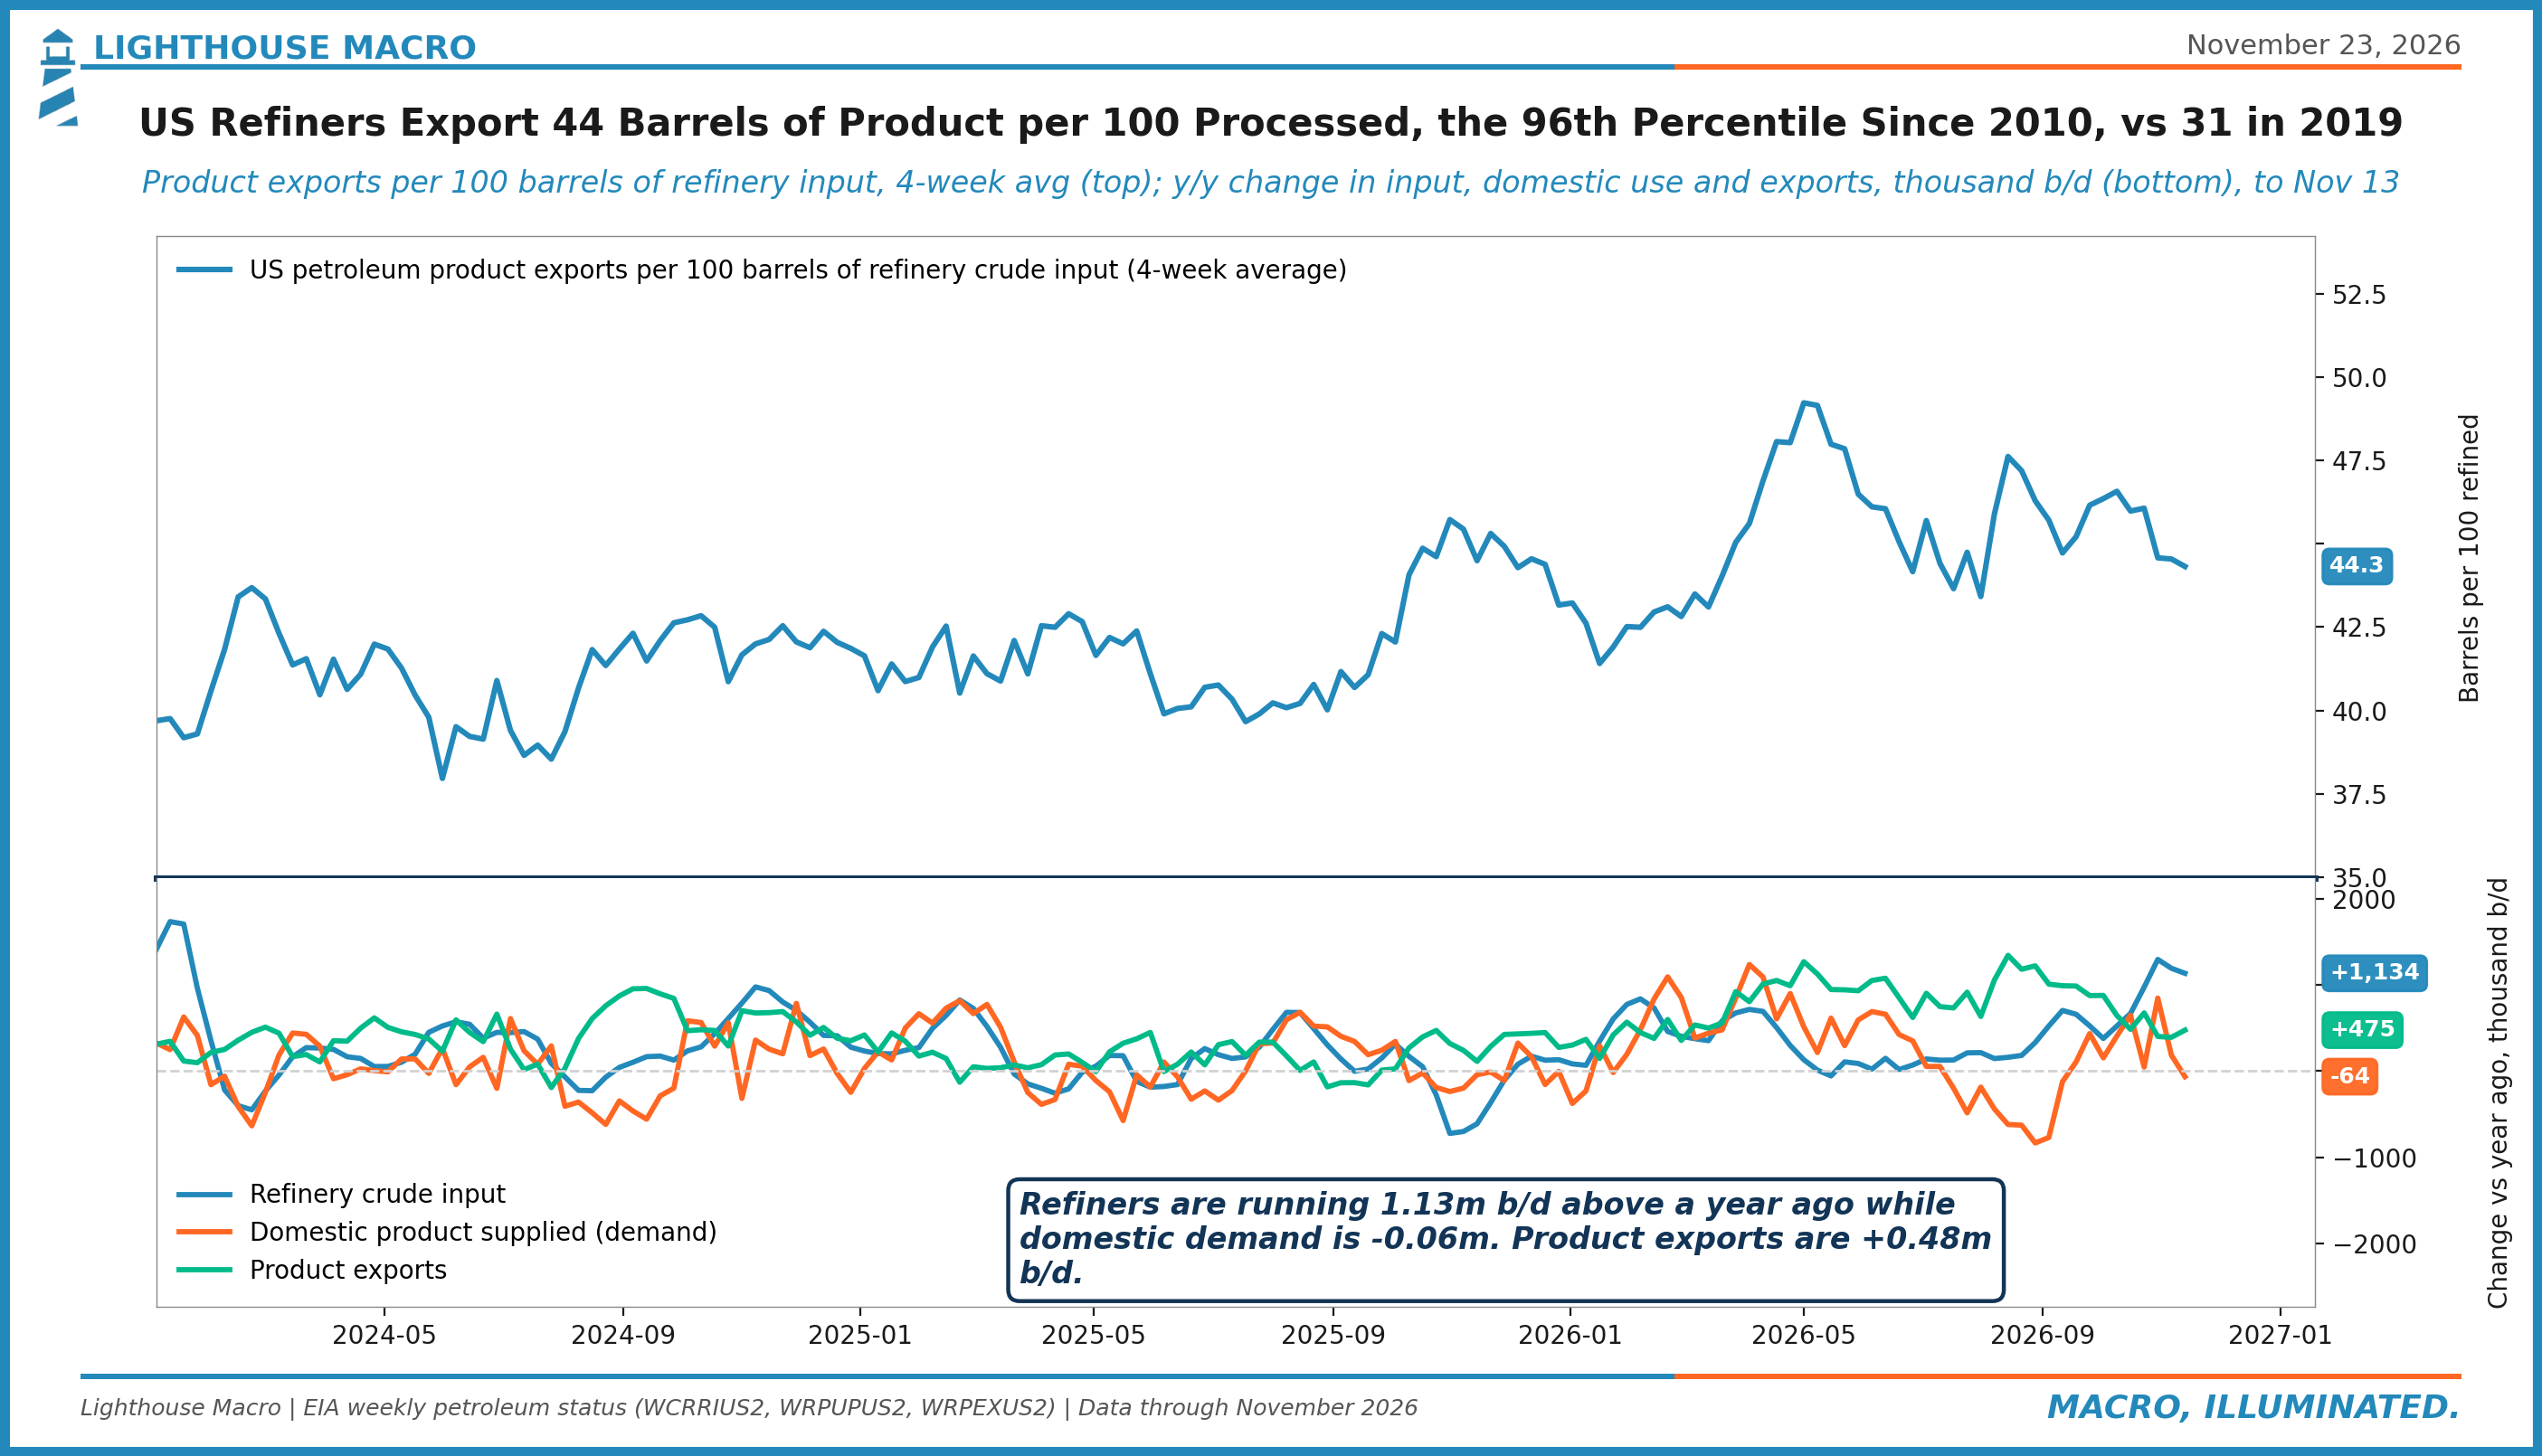 LIGHTHOUSE MACRO
November 23, 2026
US Refiners Export 44 Barrels of Product per 100 Processed, the 96th Percentile Since 2010, vs 31 in 2019
Product exports per 100 barrels of refinery input, 4-week avg (top); y/y change in input, domestic use and exports, thousand b/d (bottom), to Nov 13
US petroleum product exports per 100 barrels of refinery crude input (4-week average)
52.5
50.0
47.5
44.3
42.5
40.0
37.5
35.0
Barrels per 100 refined
2000
+1,134
+475
-64
−1000
−2000
Change vs year ago, thousand b/d
Refinery crude input
Domestic product supplied (demand)
Product exports
Refiners are running 1.13m b/d above a year ago while
domestic demand is -0.06m. Product exports are +0.48m
b/d.
2024-05
2024-09
2025-01
2025-05
2025-09
2026-01
2026-05
2026-09
2027-01
Lighthouse Macro | EIA weekly petroleum status (WCRRIUS2, WRPUPUS2, WRPEXUS2) | Data through November 2026
MACRO, ILLUMINATED.